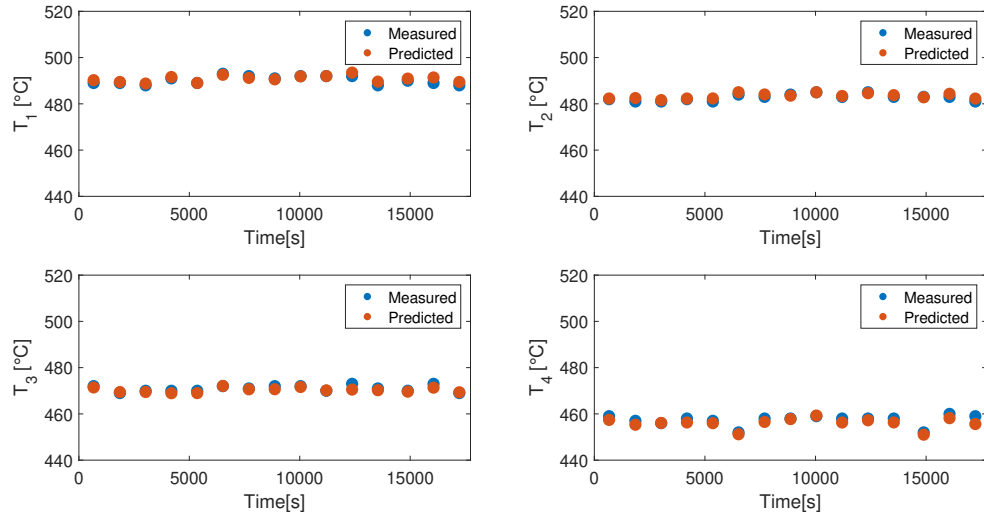 520
500
480
460
440
T1 [°C]
Measured
Predicted
0
5000
10000
15000
Time[s]
520
500
480
460
440
T2 [°C]
Measured
Predicted
0
5000
10000
15000
Time[s]
520
500
480
460
440
T3 [°C]
Measured
Predicted
0
5000
10000
15000
Time[s]
520
500
480
460
440
T4 [°C]
Measured
Predicted
0
5000
10000
15000
Time[s]